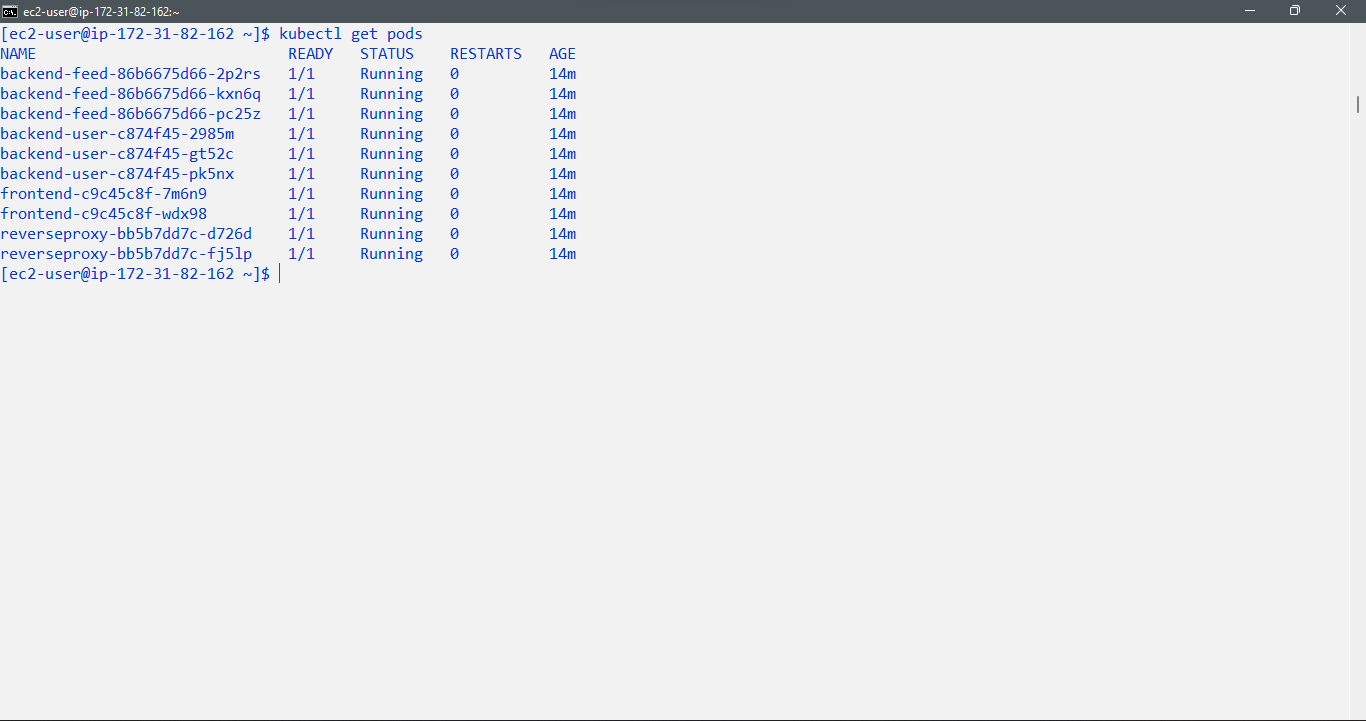 ec2-user@ip-172-31-82-162:~
[ec2-user@ip-172-31-82-162 ~]$ kubectl get pods
NAME READY STATUS RESTARTS AGE
backend-feed-86b6675d66-2p2rs 1/1 Running 0 14m
backend-feed-86b6675d66-kxn6q 1/1 Running 0 14m
backend-feed-86b6675d66-pc25z 1/1 Running 0 14m
backend-user-c874f45-2985m 1/1 Running 0 14m
backend-user-c874f45-gt52c 1/1 Running 0 14m
backend-user-c874f45-pk5nx 1/1 Running 0 14m
frontend-c9c45c8f-7m6n9 1/1 Running 0 14m
frontend-c9c45c8f-wdx98 1/1 Running 0 14m
reverseproxy-bb5b7dd7c-d726d 1/1 Running 0 14m
reverseproxy-bb5b7dd7c-fj5lp 1/1 Running 0 14m
[ec2-user@ip-172-31-82-162 ~]$